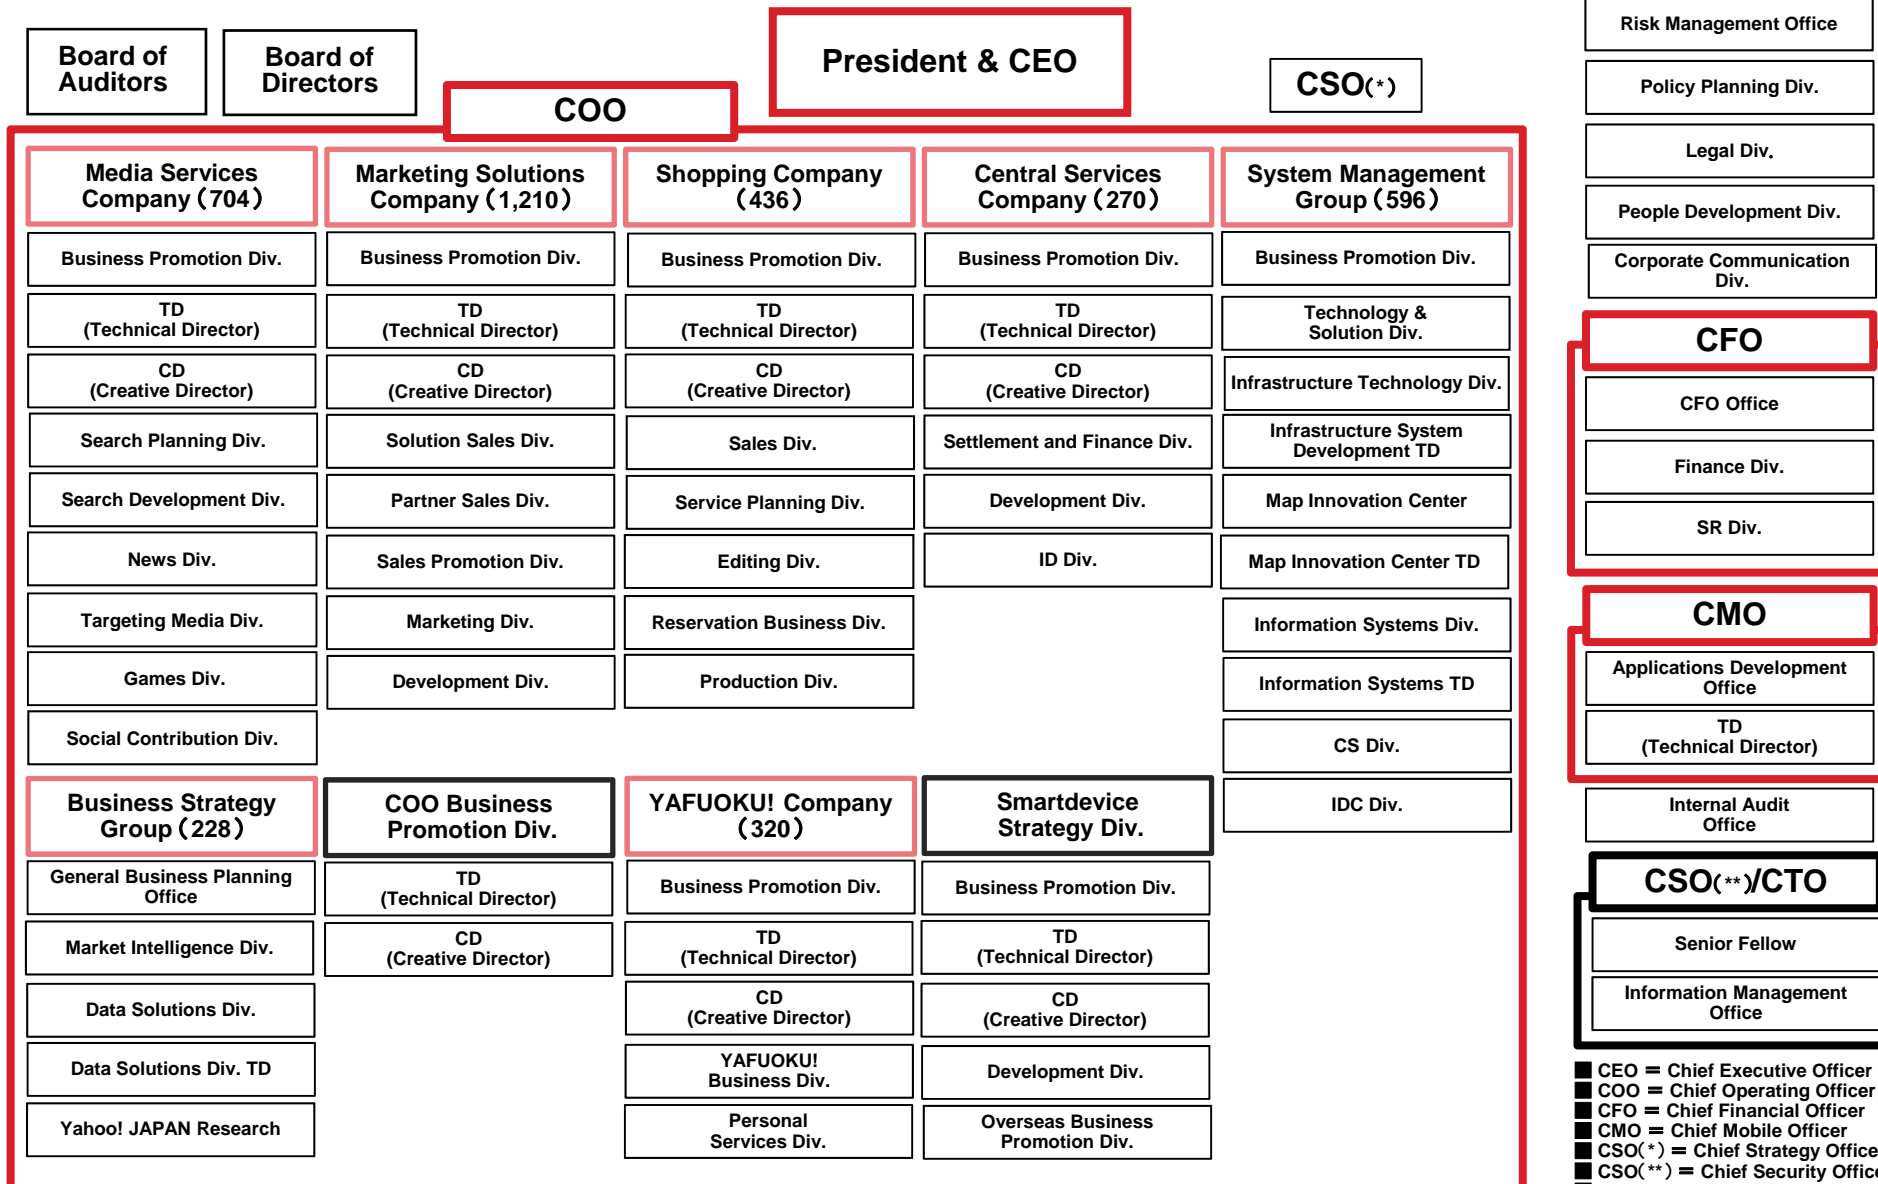 Board of
Auditors
Board of
Directors
President & CEO
CSO(*)
COO
Media Services
Company(704)
Business Promotion Div.
TD
(Technical Director)
CD
(Creative Director)
Search Planning Div.
Search Development Div.
News Div.
Targeting Media Div.
Games Div.
Social Contribution Div.
Marketing Solutions
Company(1,210)
Business Promotion Div.
TD
(Technical Director)
CD
(Creative Director)
Solution Sales Div.
Partner Sales Div.
Sales Promotion Div.
Marketing Div.
Development Div.
Shopping Company
(436)
Business Promotion Div.
TD
(Technical Director)
CD
(Creative Director)
Sales Div.
Service Planning Div.
Editing Div.
Reservation Business Div.
Production Div.
Central Services
Company(270)
Business Promotion Div.
TD
(Technical Director)
CD
(Creative Director)
Settlement and Finance Div.
Development Div.
ID Div.
System Management
Group(596)
Business Promotion Div.
Technology &
Solution Div.
Infrastructure Technology Div.
Infrastructure System
Development TD
Map Innovation Center
Map Innovation Center TD
Information Systems Div.
Information Systems TD
CS Div.
IDC Div.
Business Strategy
Group(228)
General Business Planning
Office
Market Intelligence Div.
Data Solutions Div.
Data Solutions Div. TD
Yahoo! JAPAN Research
COO Business
Promotion Div.
TD
(Technical Director)
CD
(Creative Director)
YAFUOKU! Company
(320)
Business Promotion Div.
TD
(Technical Director)
CD
(Creative Director)
YAFUOKU!
Business Div.
Personal
Services Div.
Smartdevice
Strategy Div.
Business Promotion Div.
TD
(Technical Director)
CD
(Creative Director)
Development Div.
Overseas Business
Promotion Div.
Risk Management Office
Policy Planning Div.
Legal Div.
People Development Div.
Corporate Communication
Div.
CFO
CFO Office
Finance Div.
SR Div.
CMO
Applications Development
Office
TD
(Technical Director)
Internal Audit
Office
CSO(**)/CTO
Senior Fellow
Information Management
Office
■ CEO = Chief Executive Officer
■ COO = Chief Operating Officer
■ CFO = Chief Financial Officer
■ CMO = Chief Mobile Officer
■ CSO(*) = Chief Strategy Office
■ CSO(**) = Chief Security Offic